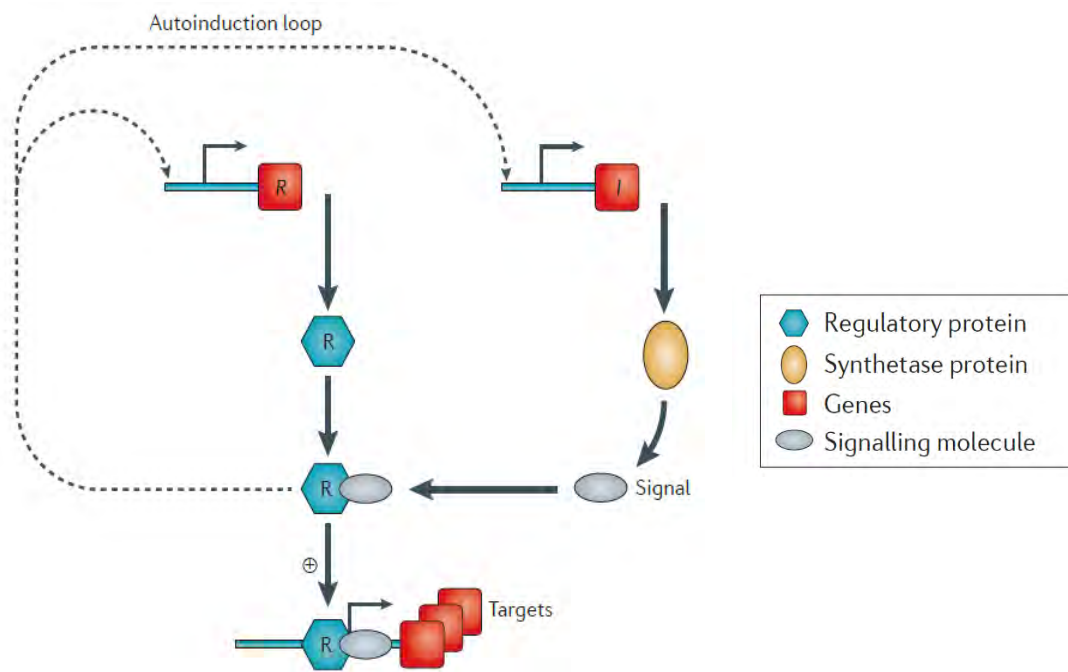 Autoinduction loop
R
I
R
Regulatory protein
Synthetase protein
Genes
Signalling molecule
R
Signal
⊕
R
Targets